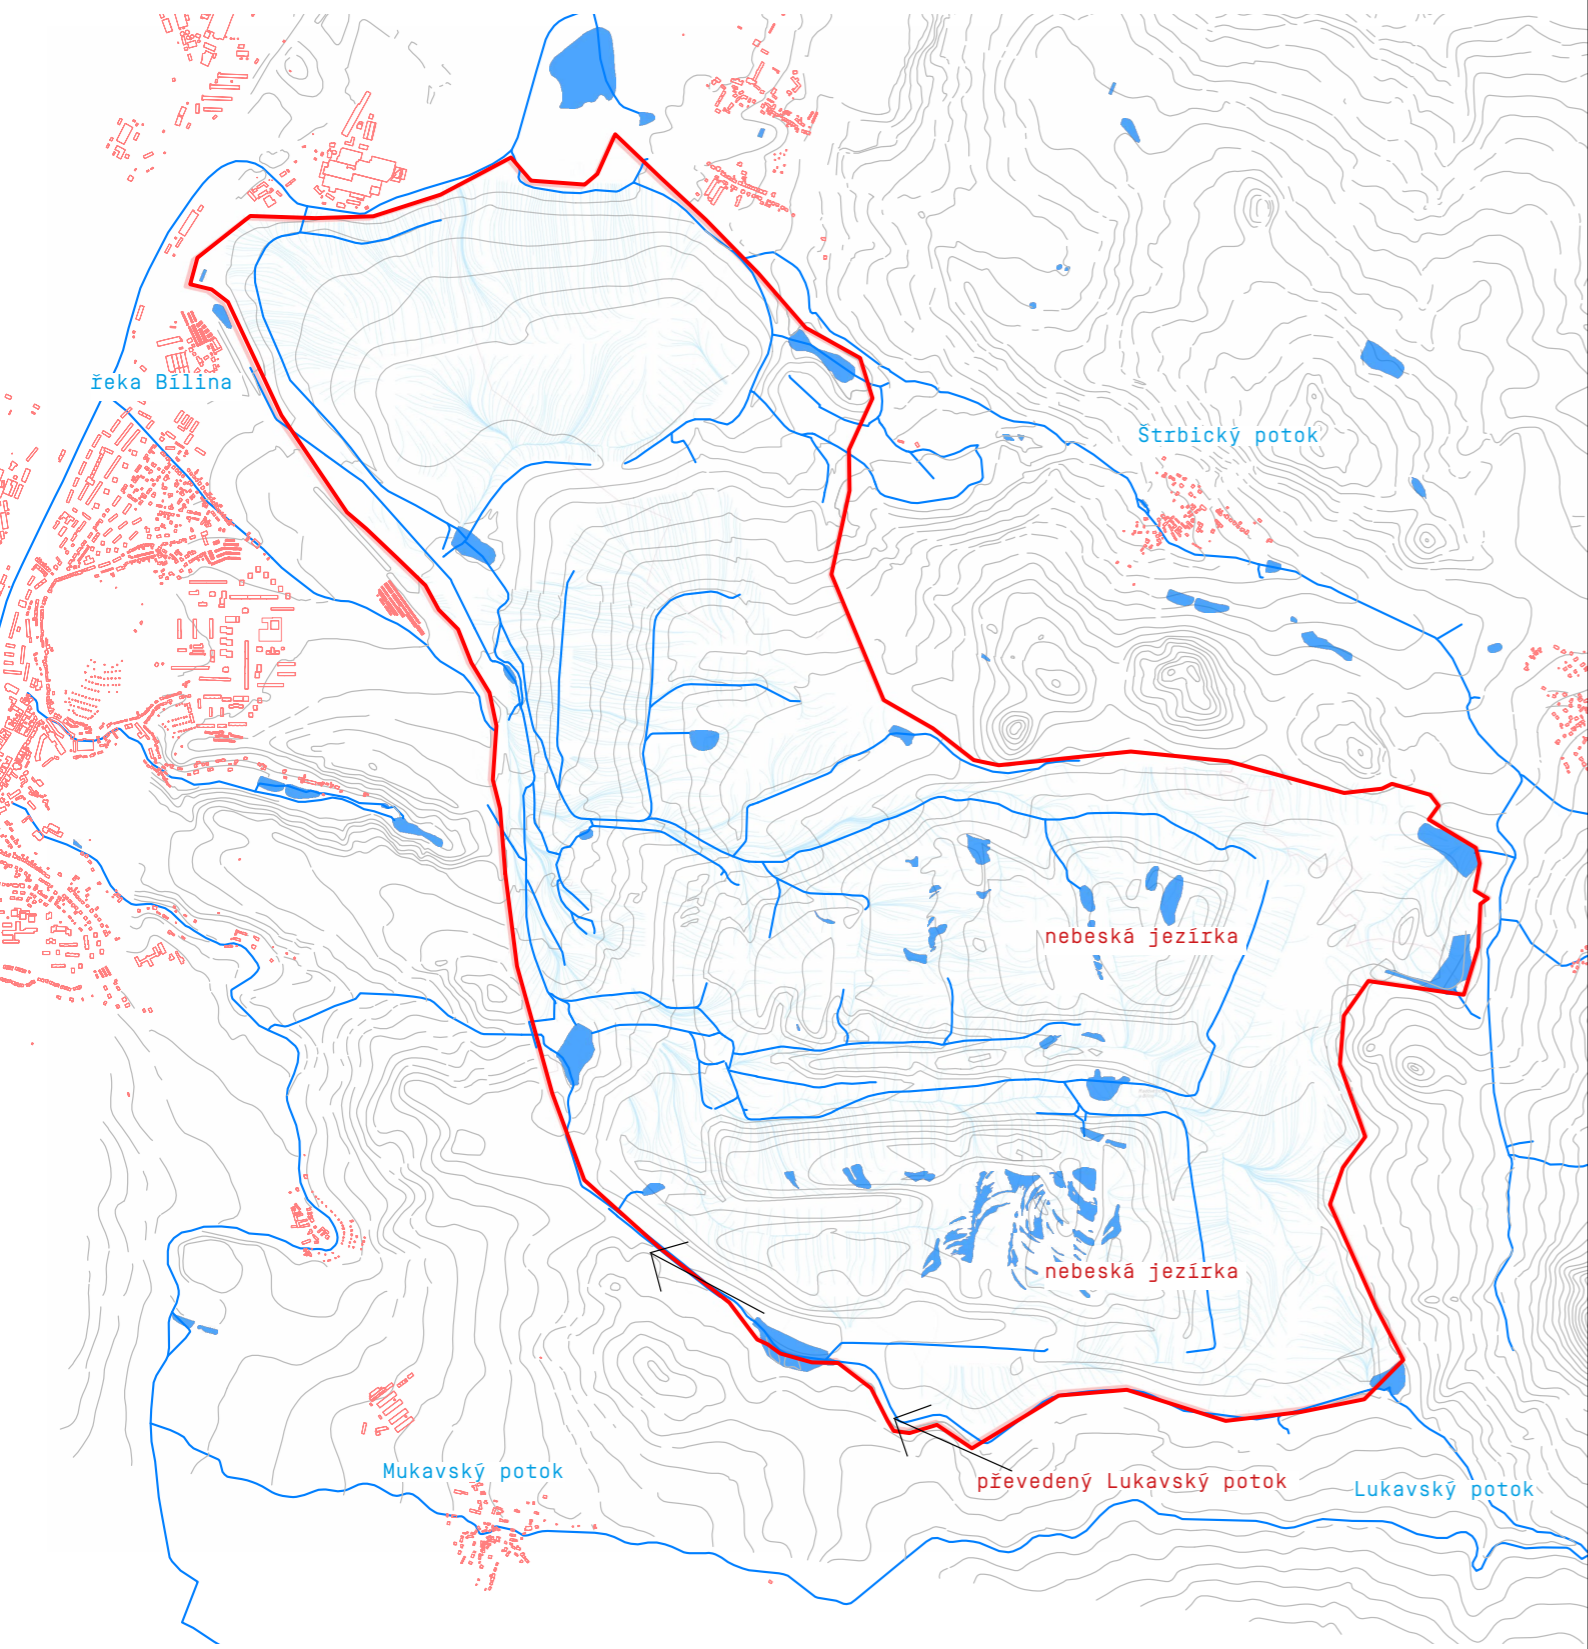 řeka Bílina
Štrbický potok
nebeská jezírka
nebeská jezírka
Mukavský potok
převedený Lukavský potok
Lukavský potok